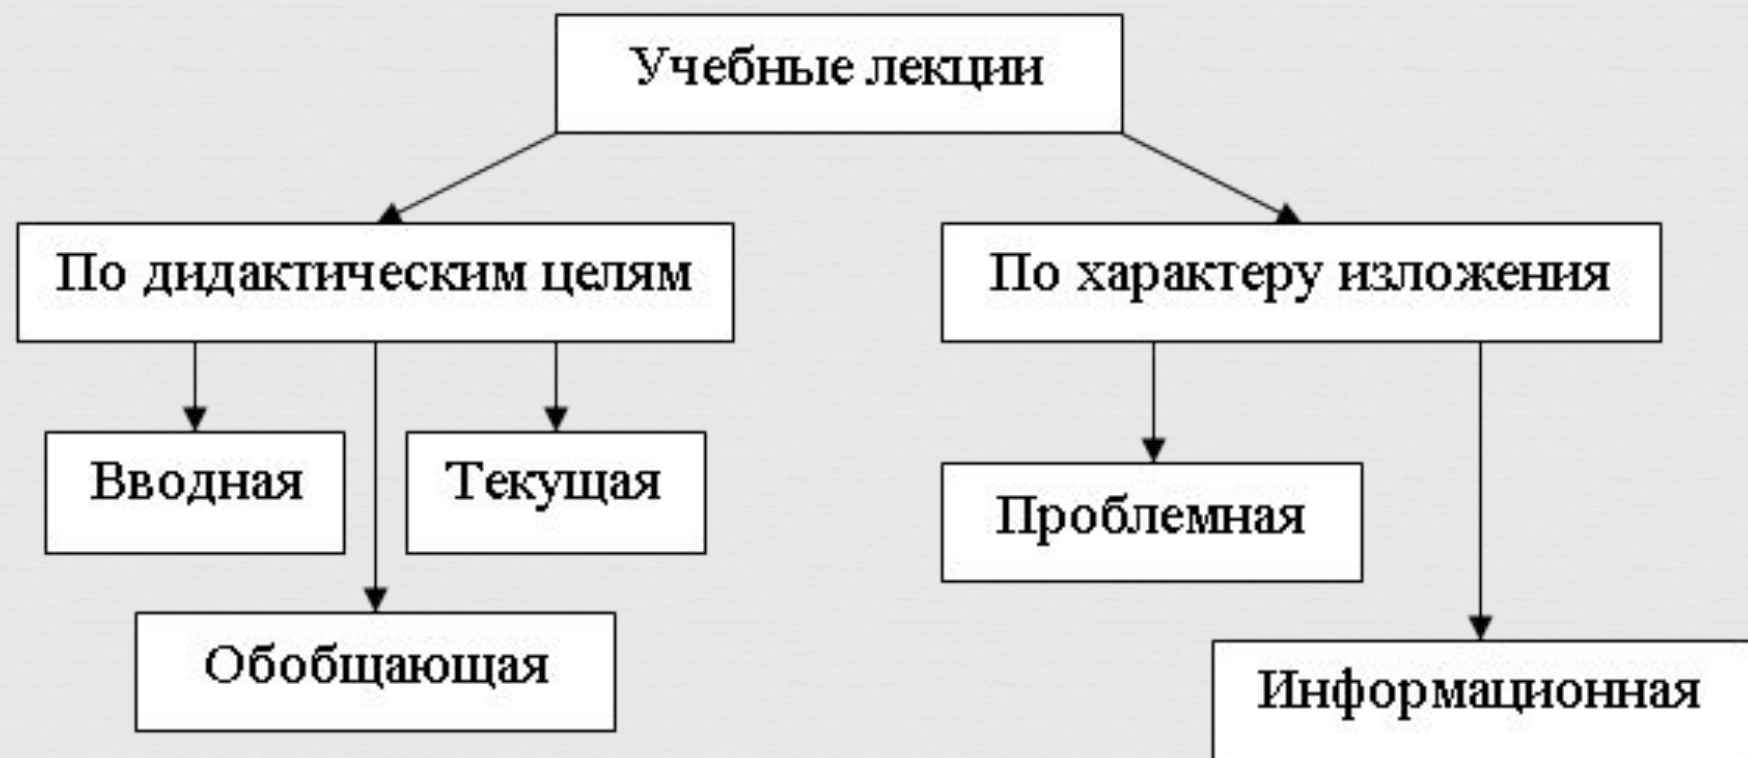 Учебные лекции
По дидактическим целям
По характеру изложения
Вводная
Текущая
Проблемная
Обобщающая
Информационная